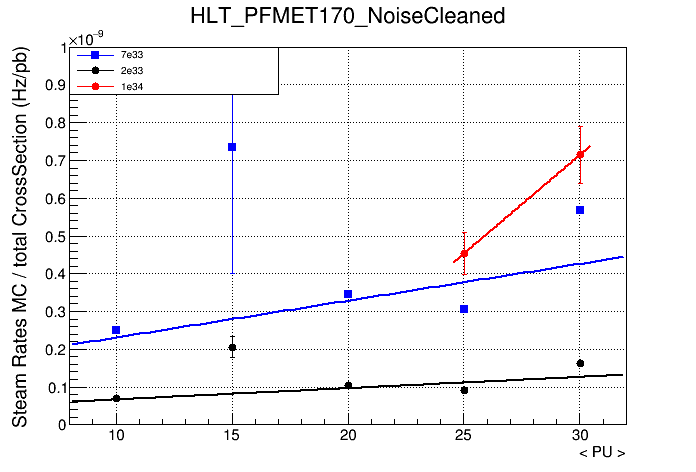 HLT_PFMET170_NoiseCleaned
×10⁻⁹
Steam Rates MC / total CrossSection (Hz/pb)
1
0.9
0.8
0.7
0.6
0.5
0.4
0.3
0.2
0.1
0
7e33
2e33
1e34
10 15 20 25 30
< PU >